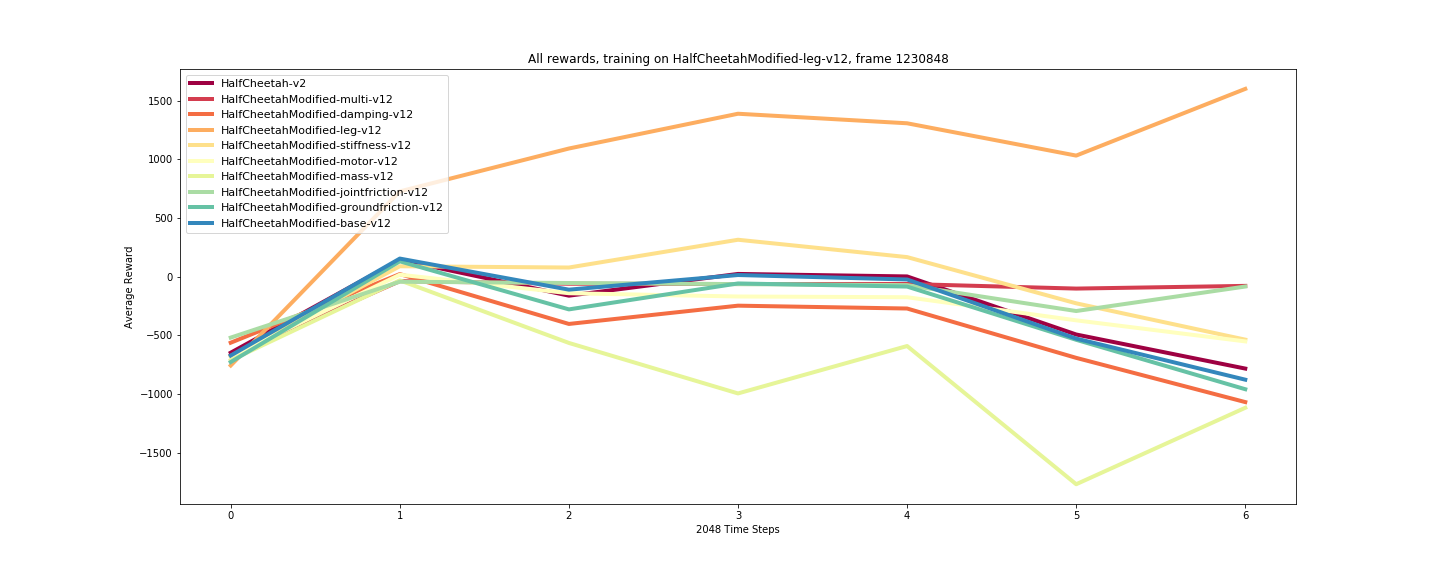 All rewards, training on HalfCheetahModified-leg-v12, frame 1230848
HalfCheetah-v2
HalfCheetahModified-multi-v12
HalfCheetahModified-damping-v12
HalfCheetahModified-leg-v12
HalfCheetahModified-stiffness-v12
HalfCheetahModified-motor-v12
HalfCheetahModified-mass-v12
HalfCheetahModified-jointfriction-v12
HalfCheetahModified-groundfriction-v12
HalfCheetahModified-base-v12
Average Reward
1500
1000
500
0
−500
−1000
−1500
0 1 2 3 4 5 6
2048 Time Steps